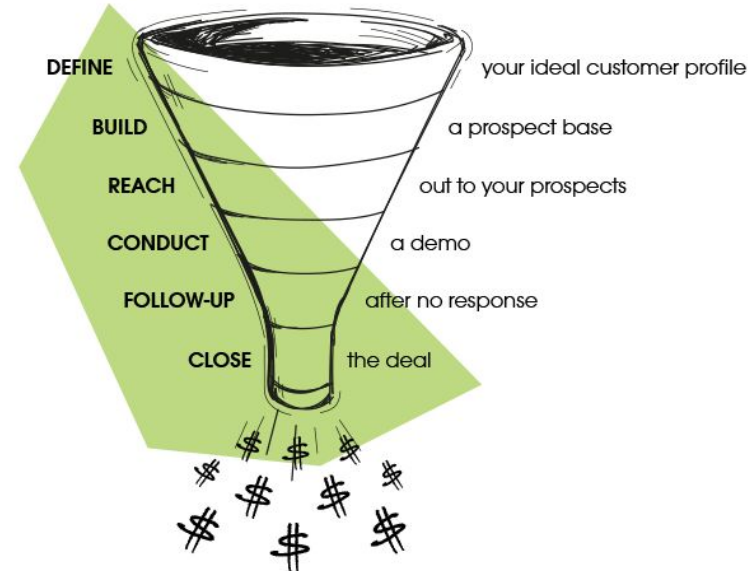 DEFINE your ideal customer profile
BUILD a prospect base
REACH out to your prospects
CONDUCT a demo
FOLLOW-UP after no response
CLOSE the deal
$ $ $
$ $ $ $
$ $ $